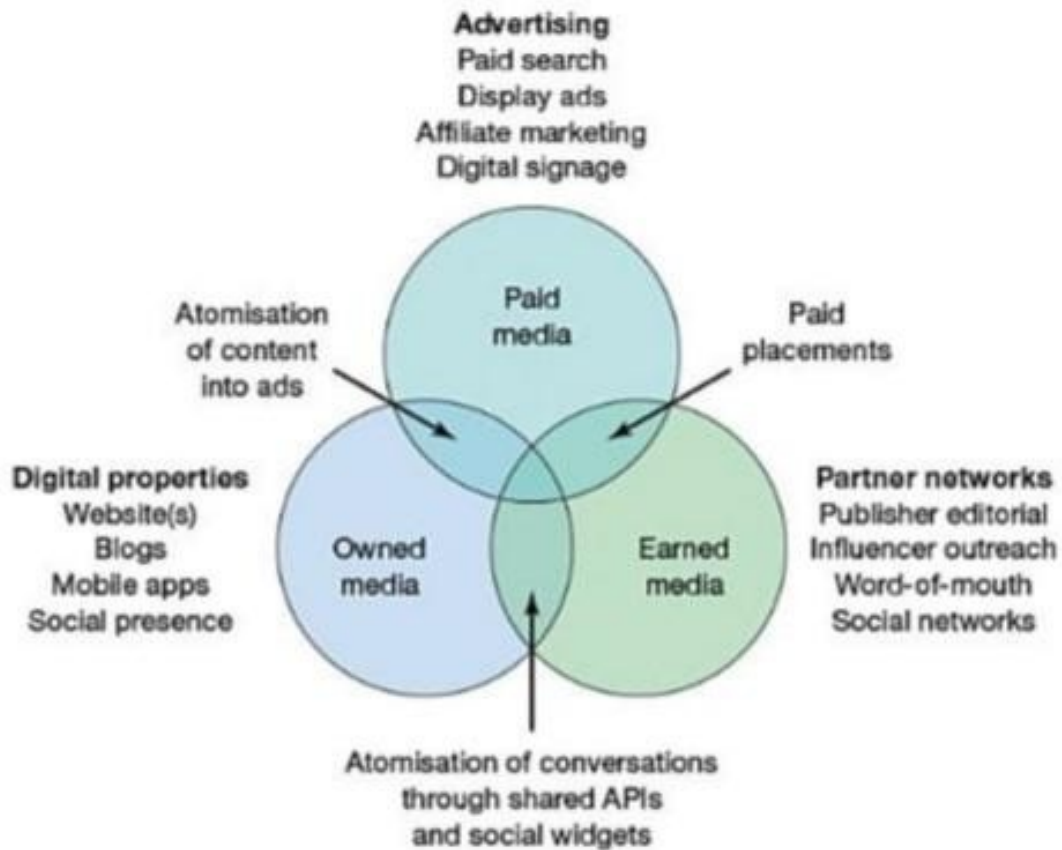 Advertising
Paid search
Display ads
Affiliate marketing
Digital signage
Paid
media
Atomisation
of content
into ads
Paid
placements
Digital properties
Website(s)
Blogs
Mobile apps
Social presence
Owned
media
Earned
media
Partner networks
Publisher editorial
Influencer outreach
Word-of-mouth
Social networks
Atomisation of conversations
through shared APIs
and social widgets